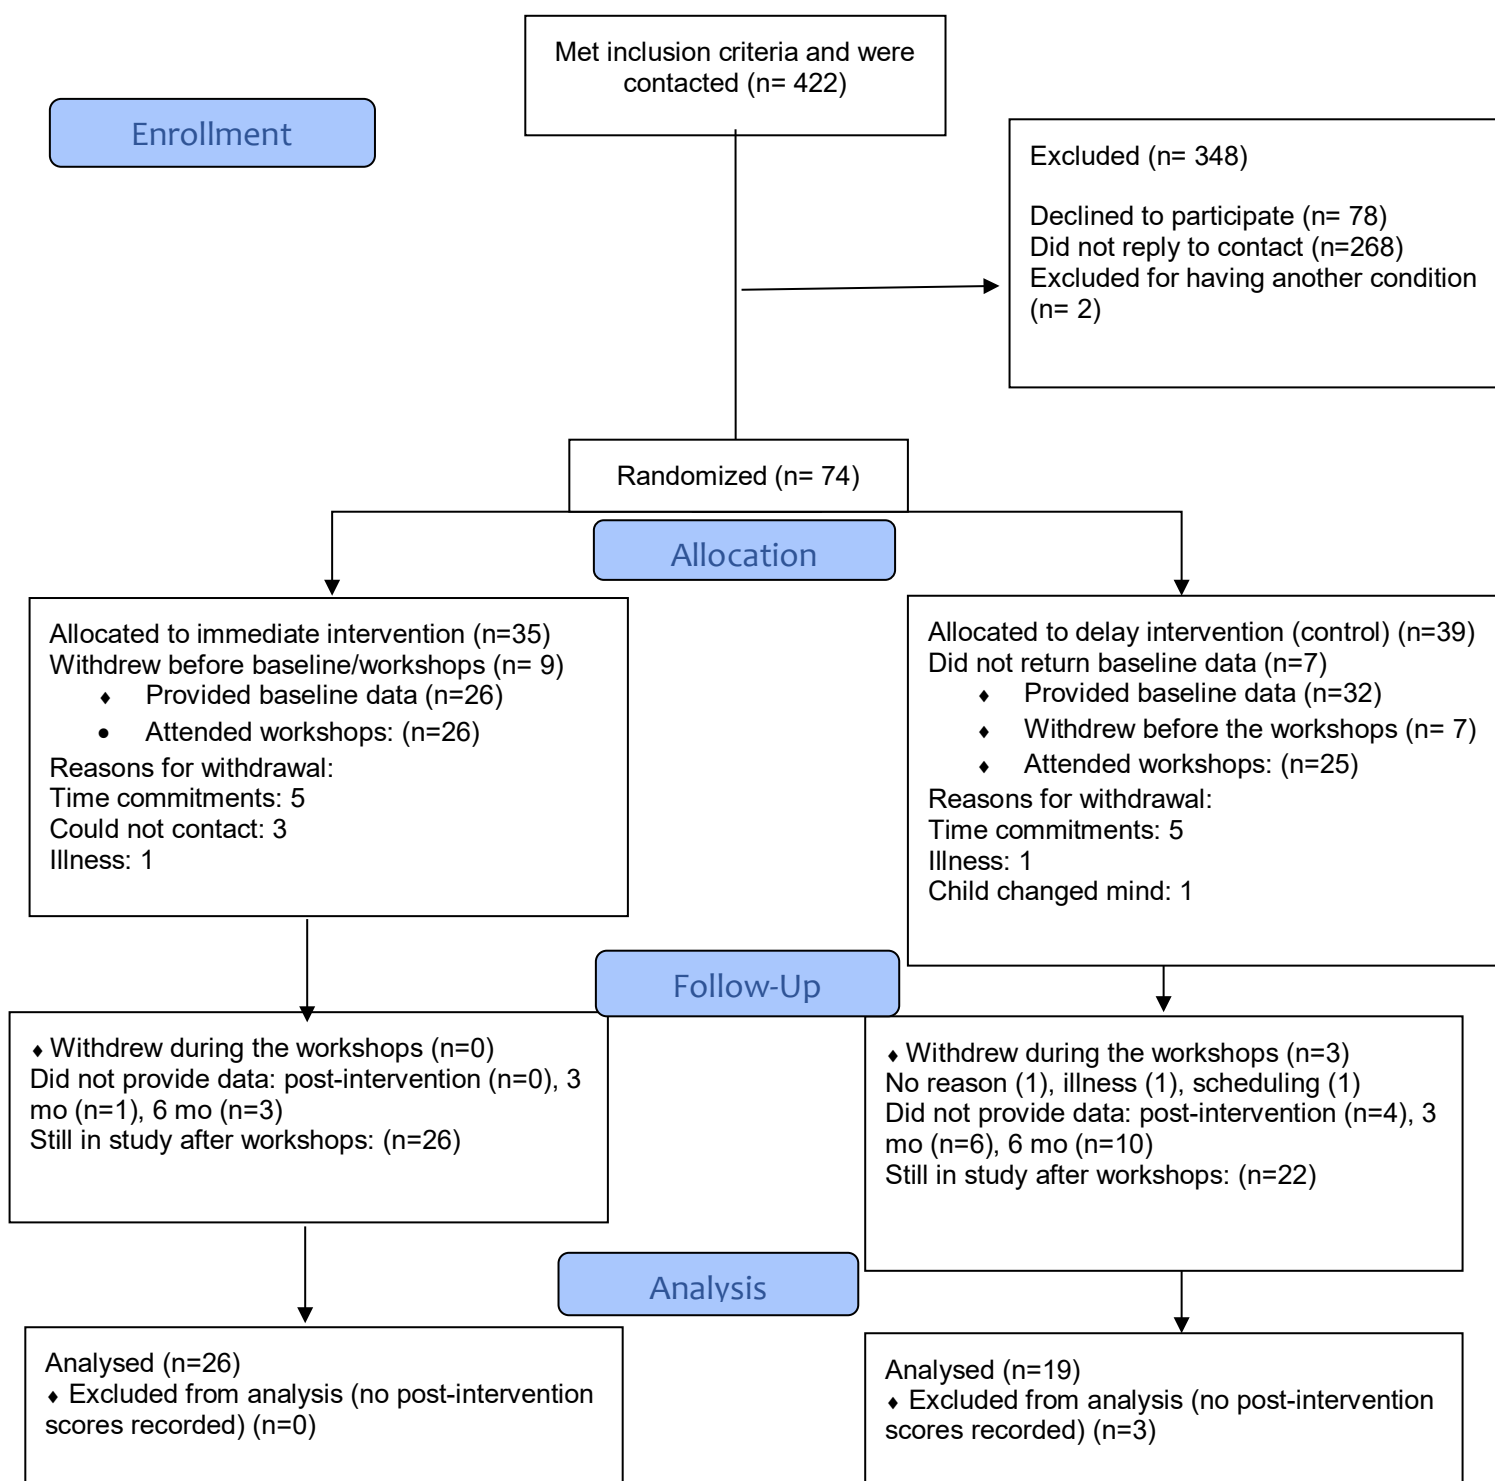 Met inclusion criteria and were
contacted (n= 422)
Enrollment
Excluded (n= 348)
Declined to participate (n= 78)
Did not reply to contact (n=268)
Excluded for having another condition
(n= 2)
Randomized (n= 74)
Allocation
Allocated to immediate intervention (n=35)
Withdrew before baseline/workshops (n= 9)
♦ Provided baseline data (n=26)
• Attended workshops: (n=26)
Reasons for withdrawal:
Time commitments: 5
Could not contact: 3
Illness: 1
Allocated to delay intervention (control) (n=39)
Did not return baseline data (n=7)
♦ Provided baseline data (n=32)
♦ Withdrew before the workshops (n= 7)
♦ Attended workshops: (n=25)
Reasons for withdrawal:
Time commitments: 5
Illness: 1
Child changed mind: 1
Follow-Up
♦ Withdrew during the workshops (n=0)
Did not provide data: post-intervention (n=0), 3
mo (n=1), 6 mo (n=3)
Still in study after workshops: (n=26)
♦ Withdrew during the workshops (n=3)
No reason (1), illness (1), scheduling (1)
Did not provide data: post-intervention (n=4), 3
mo (n=6), 6 mo (n=10)
Still in study after workshops: (n=22)
Analysis
Analysed (n=26)
♦ Excluded from analysis (no post-intervention
scores recorded) (n=0)
Analysed (n=19)
♦ Excluded from analysis (no post-intervention
scores recorded) (n=3)